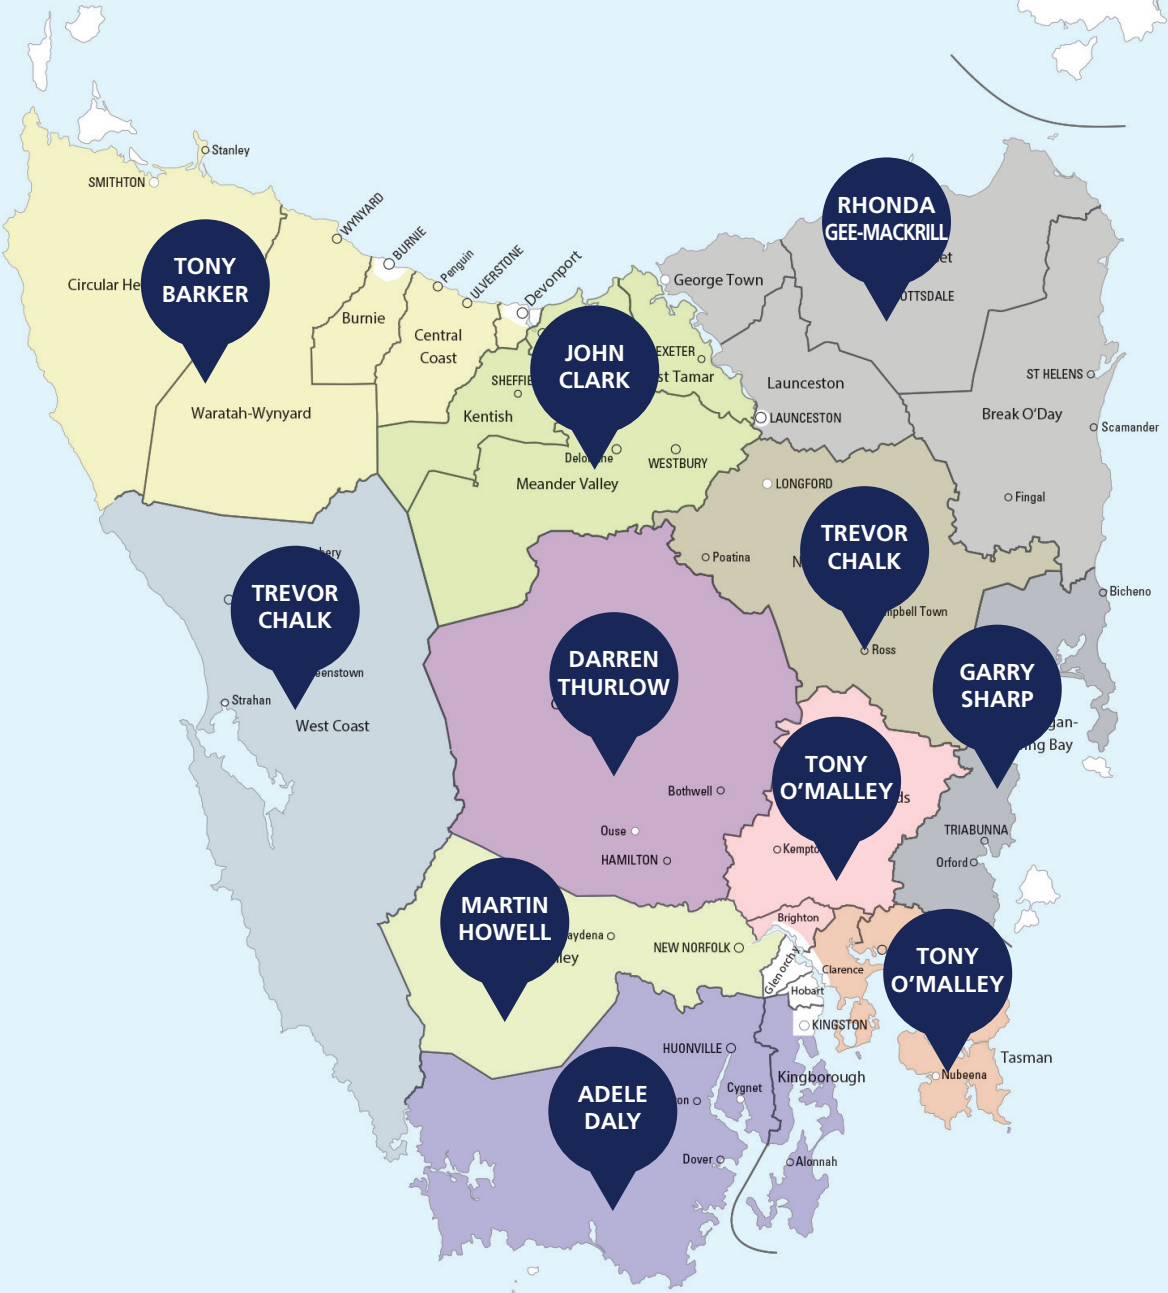 Stanley
SMITHTON
WYNYARD
BURNIE
Penguin
ULVERSTONE
Devonport
RHONDA
GEE-MACKRILL
TONY
BARKER
George Town
Burnie
Central
Coast
JOHN
CLARK
EXETER
Launceston
ST HELENS
Kentish
Waratah-Wynyard
LAUNCESTON
Break O'Day
Scamander
WESTBURY
Meander Valley
LONGFORD
Fingal
TREVOR
CHALK
Poatina
Bicheno
TREVOR
CHALK
Ross
DARREN
THURLOW
GARRY
SHARP
Strahan
West Coast
TONY
O’MALLEY
Bothwell
Ouse
HAMILTON
TRIABUNNA
Orford
MARTIN
HOWELL
Brighton
NEW NORFOLK
Glenorchy
Clarence
TONY
O’MALLEY
Hobart
KINGSTON
HUONVILLE
Tasman
Nubeena
Kingborough
Cygnet
ADELE
DALY
Dover
Alonnah